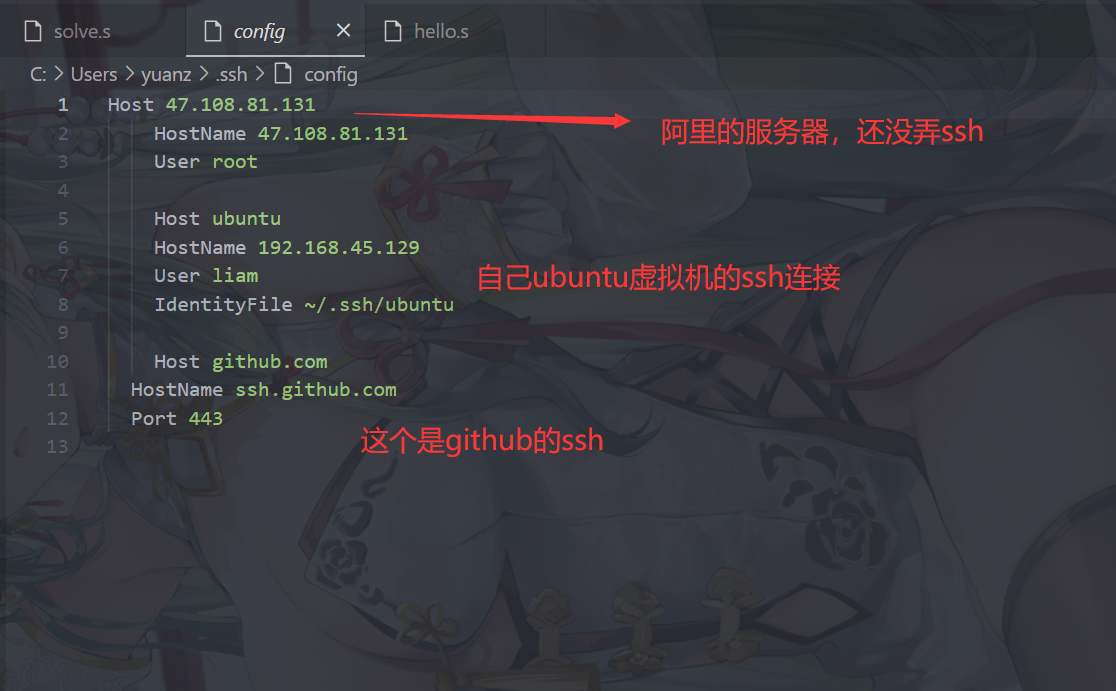 solve.s config × hello.s
C: > Users > yuanz > .ssh > config
1 Host 47.108.81.131
2 HostName 47.108.81.131
阿里的服务器，还没弄ssh
3 User root
4
5 Host ubuntu
6 HostName 192.168.45.129
7 User liam
自己ubuntu虚拟机的ssh连接
8 IdentityFile ~/.ssh/ubuntu
9
10 Host github.com
11 HostName ssh.github.com
12 Port 443
这个是github的ssh
13